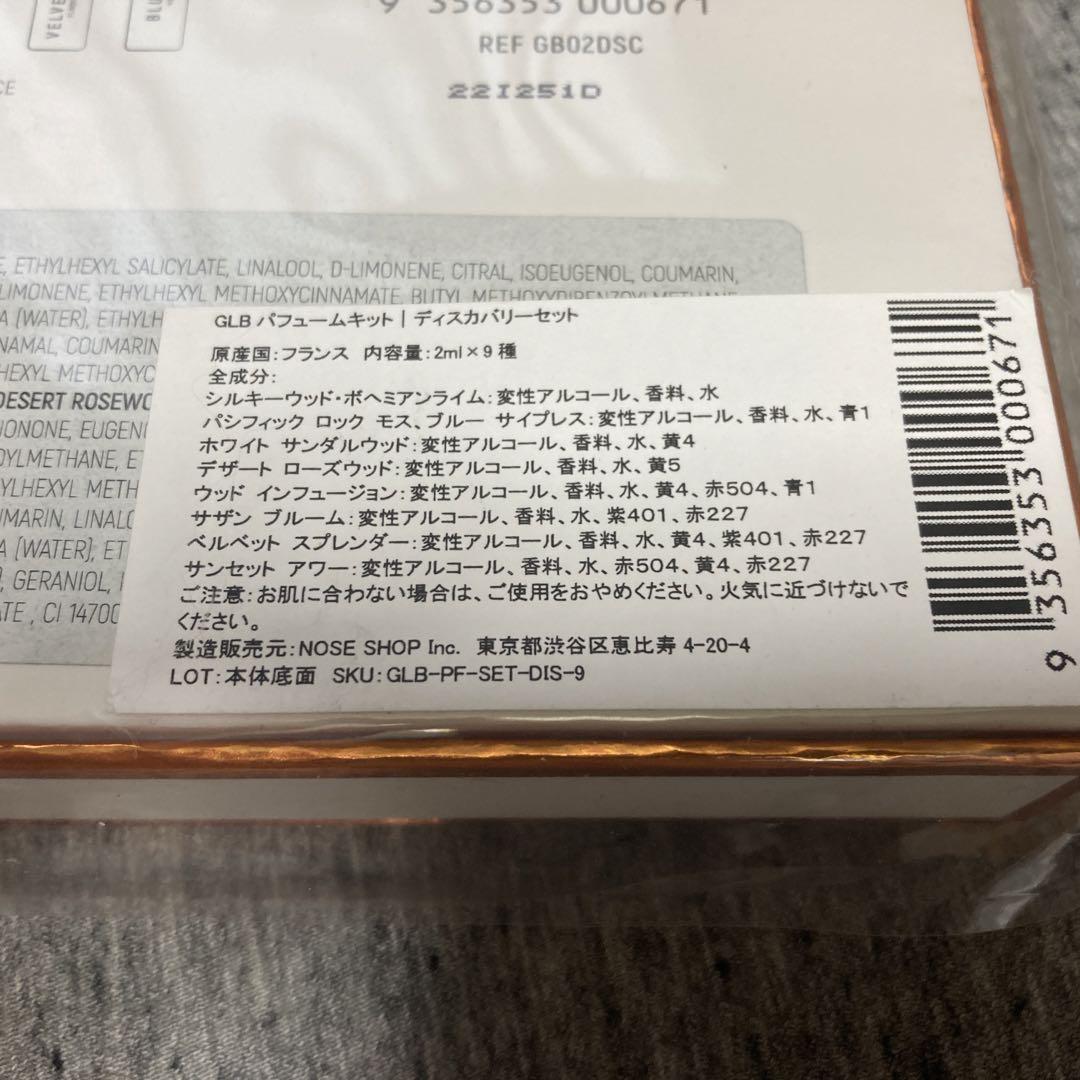 VELVE
BLU
9 356353 000671
REF GB02DSC
CE
22I251D
, ETHYLHEXYL SALICYLATE, LINALOOL, D-LIMONENE, CITRAL, ISOEUGENOL, COUMARIN,
LIMONENE, ETHYLHEXYL METHOXYCINNAMATE, BUTYL METHOXYDIBENZOYLMETHANE
A (WATER), ETHYLH
NAMAL, COUMARIN
HEXYL METHOXYC
DESERT ROSEWO
IONONE, EUGENO
OYLMETHANE, E
YLHEXYL METH
UMARIN, LINALO
A (WATER), ET
, GERANIOL,
ATE , CI 14700
GLB パフュームキット | ディスカバリーセット
原産国:フランス 内容量:2ml×9 種
全成分:
シルキーウッド・ボヘミアンライム:変性アルコール、香料、水
パシフィック ロック モス、ブルー サイプレス:変性アルコール、香料、水、青1
ホワイト サンダルウッド:変性アルコール、香料、水、黄4
デザート ローズウッド:変性アルコール、香料、水、黄5
ウッド インフュージョン:変性アルコール、香料、水、黄4、赤504、青1
サザン ブルーム:変性アルコール、香料、水、紫401、赤227
ベルベット スプレンダー:変性アルコール、香料、水、黄4、紫401、赤227
サンセット アワー:変性アルコール、香料、水、赤504、黄4、赤227
ご注意:お肌に合わない場合は、ご使用をおやめください。火気に近づけないで
ください。
製造販売元:NOSE SHOP Inc. 東京都渋谷区恵比寿 4-20-4
LOT:本体底面 SKU:GLB-PF-SET-DIS-9
9 356353 000671